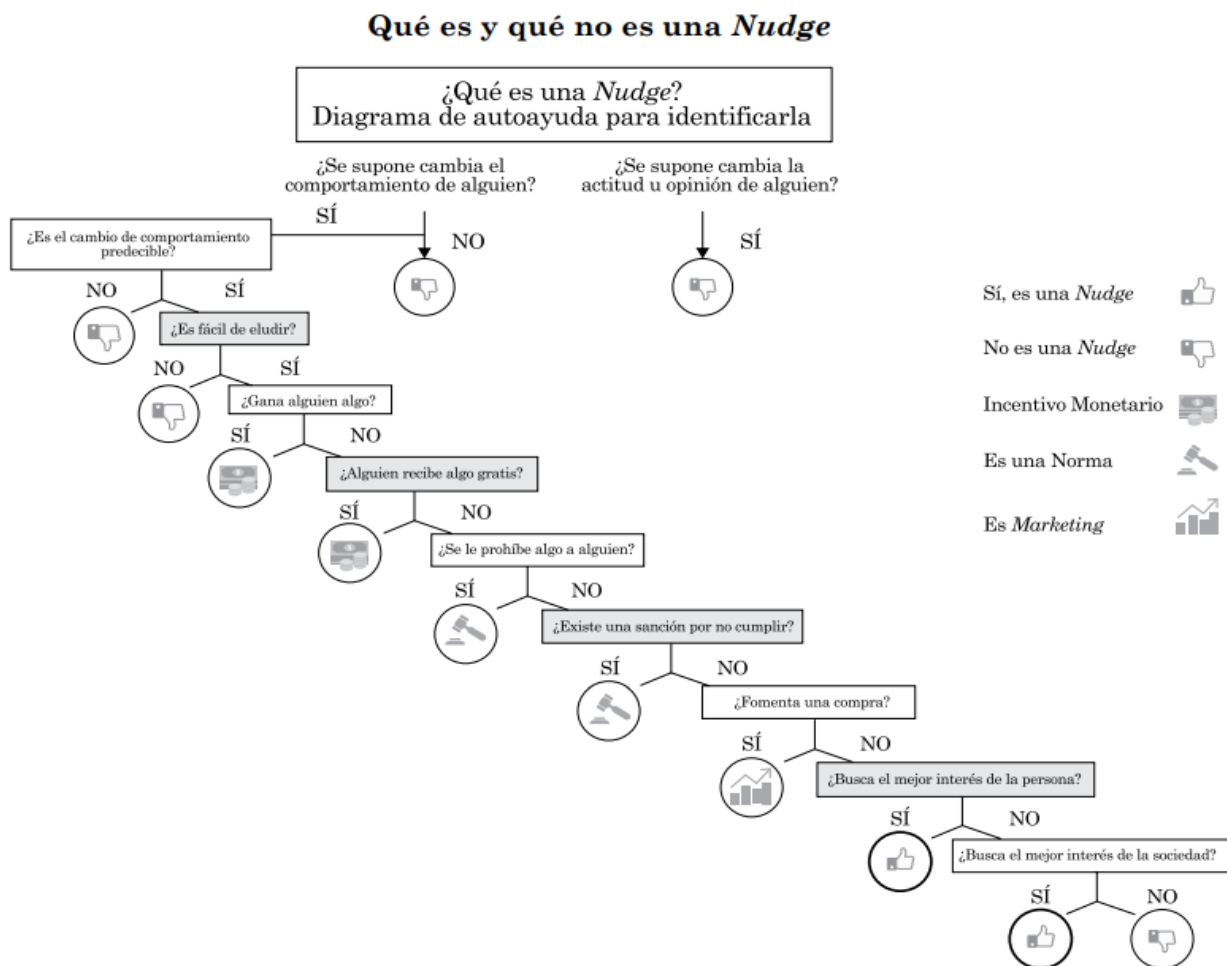 Qué es y qué no es una Nudge
¿Qué es una Nudge?
Diagrama de autoayuda para identificarla
¿Se supone cambia el
comportamiento de alguien?
¿Se supone cambia la
actitud u opinión de alguien?
SÍ
NO
SÍ
¿Es el cambio de comportamiento
predecible?
NO
SÍ
¿Es fácil de eludir?
NO
SÍ
¿Gana alguien algo?
SÍ
NO
¿Alguien recibe algo gratis?
SÍ
NO
¿Se le prohíbe algo a alguien?
SÍ
NO
¿Existe una sanción por no cumplir?
SÍ
NO
¿Fomenta una compra?
SÍ
NO
¿Busca el mejor interés de la persona?
SÍ
NO
¿Busca el mejor interés de la sociedad?
SÍ
NO
Sí, es una Nudge
No es una Nudge
Incentivo Monetario
Es una Norma
Es Marketing